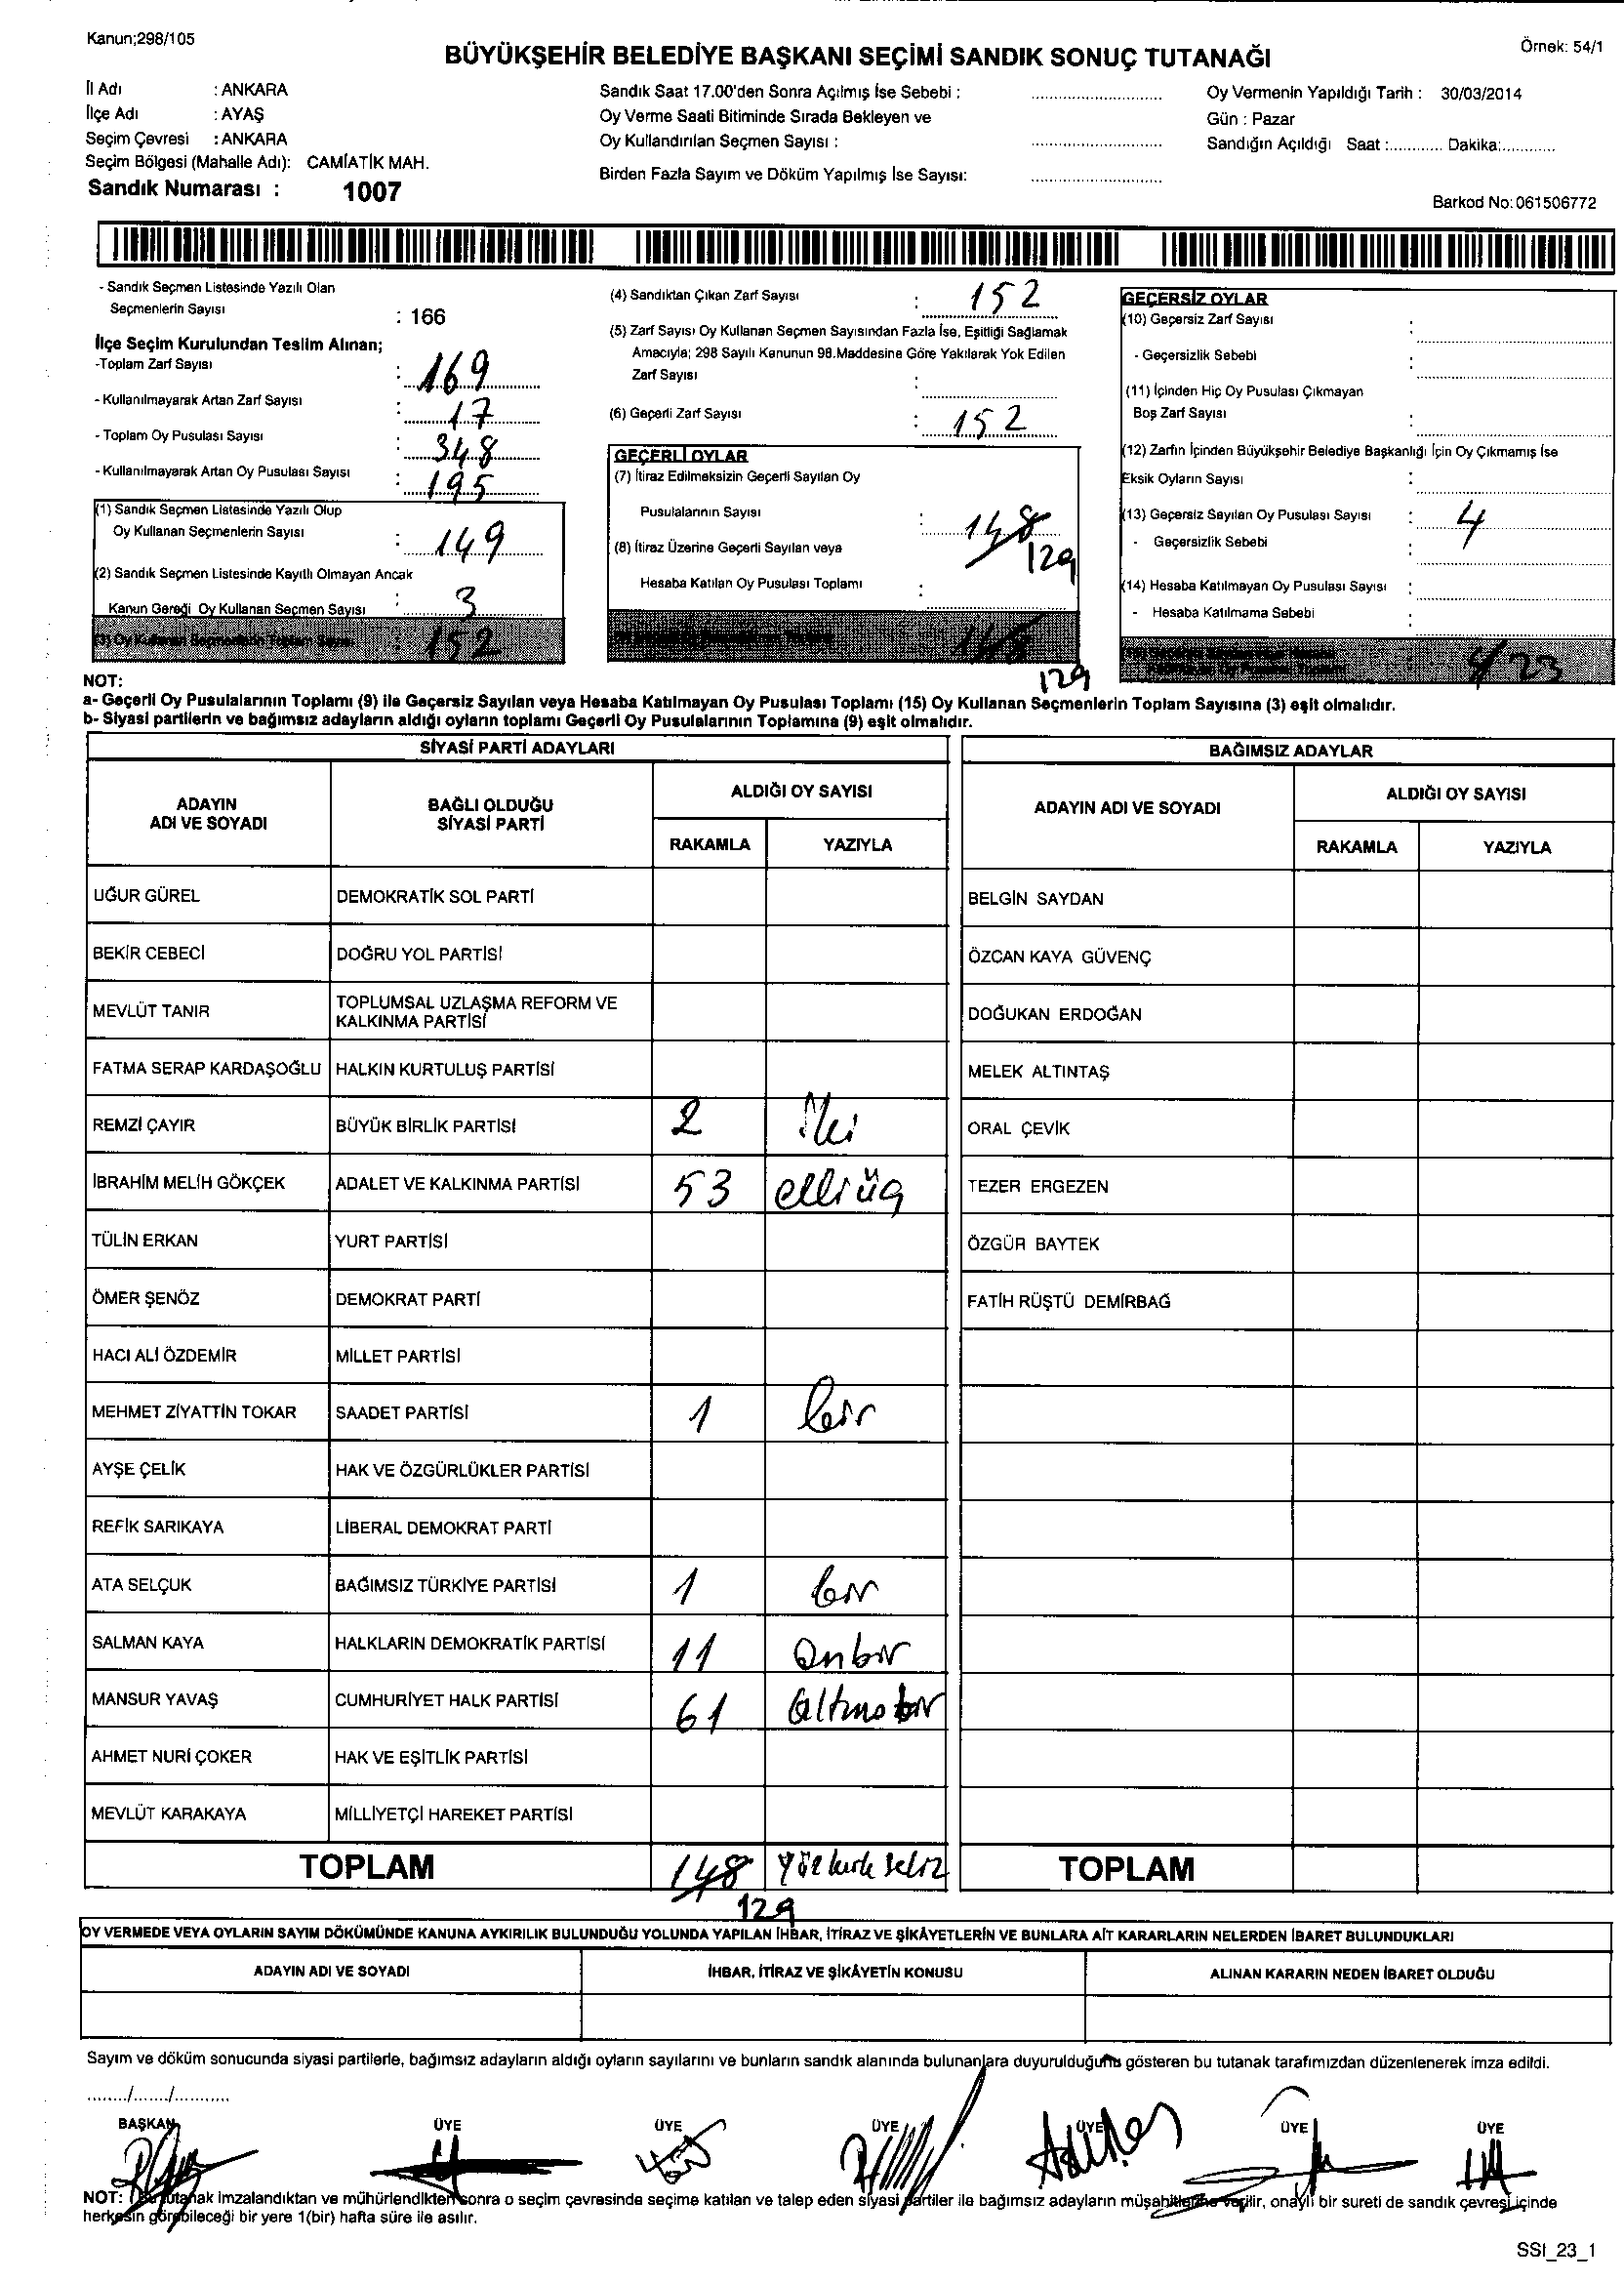 Kanun;298/105
BÜYÜKŞEHİR BELEDİYE BAŞKANI SEÇİMİ SANDIK SONUÇ TUTANAĞI
Örnek: 54/1
İl Adı : ANKARA
İlçe Adı : AYAŞ
Seçim Çevresi : ANKARA
Seçim Bölgesi (Mahalle Adı): CAMİATİK MAH.
Sandık Numarası : 1007
Sandık Saat 17.00'den Sonra Açılmış İse Sebebi :
Oy Verme Saati Bitiminde Sırada Bekleyen ve
Oy Kullandırılan Seçmen Sayısı :
Birden Fazla Sayım ve Döküm Yapılmış İse Sayısı:
Oy Vermenin Yapıldığı Tarih : 30/03/2014
Gün : Pazar
Sandığın Açıldığı Saat :........... Dakika:...........
Barkod No:061506772
- Sandık Seçmen Listesinde Yazılı Olan
Seçmenlerin Sayısı : 166
İlçe Seçim Kurulundan Teslim Alınan;
-Toplam Zarf Sayısı : 169
- Kullanılmayarak Artan Zarf Sayısı : 17
- Toplam Oy Pusulası Sayısı : 348
- Kullanılmayarak Artan Oy Pusulası Sayısı : 195
(1) Sandık Seçmen Listesinde Yazılı Olup
Oy Kullanan Seçmenlerin Sayısı : 149
(2) Sandık Seçmen Listesinde Kayıtlı Olmayan Ancak
Kanun Gereği Oy Kullanan Seçmen Sayısı : 3
(3) Oy Kullanan Seçmenlerin Toplam Sayısı : 152
(4) Sandıktan Çıkan Zarf Sayısı : 152
(5) Zarf Sayısı Oy Kullanan Seçmen Sayısından Fazla İse, Eşitliği Sağlamak
Amacıyla; 298 Sayılı Kanunun 98.Maddesine Göre Yakılarak Yok Edilen
Zarf Sayısı :
(6) Geçerli Zarf Sayısı : 152
GEÇERLİ OYLAR
(7) İtiraz Edilmeksizin Geçerli Sayılan Oy
Pusulalarının Sayısı : 148
129
(8) İtiraz Üzerine Geçerli Sayılan veya
Hesaba Katılan Oy Pusulası Toplamı :
148
129
GEÇERSİZ OYLAR
(10) Geçersiz Zarf Sayısı :
- Geçersizlik Sebebi :
(11) İçinden Hiç Oy Pusulası Çıkmayan
Boş Zarf Sayısı :
(12) Zarfın İçinden Büyükşehir Belediye Başkanlığı İçin Oy Çıkmamış İse
Eksik Oyların Sayısı :
(13) Geçersiz Sayılan Oy Pusulası Sayısı : 4
- Geçersizlik Sebebi :
(14) Hesaba Katılmayan Oy Pusulası Sayısı :
- Hesaba Katılmama Sebebi :
23
NOT:
a- Geçerli Oy Pusulalarının Toplamı (9) ile Geçersiz Sayılan veya Hesaba Katılmayan Oy Pusulası Toplamı (15) Oy Kullanan Seçmenlerin Toplam Sayısına (3) eşit olmalıdır.
b- Siyasi partilerin ve bağımsız adayların aldığı oyların toplamı Geçerli Oy Pusulalarının Toplamına (9) eşit olmalıdır.
SİYASİ PARTİ ADAYLARI
ADAYIN ADI VE SOYADI BAĞLI OLDUĞU SİYASİ PARTİ ALDIĞI OY SAYISI
RAKAMLA YAZIYLA
UĞUR GÜREL DEMOKRATİK SOL PARTİ
BEKİR CEBECİ DOĞRU YOL PARTİSİ
MEVLÜT TANIR TOPLUMSAL UZLAŞMA REFORM VE KALKINMA PARTİSİ
FATMA SERAP KARDAŞOĞLU HALKIN KURTULUŞ PARTİSİ
REMZİ ÇAYIR BÜYÜK BİRLİK PARTİSİ 2 iki
İBRAHİM MELİH GÖKÇEK ADALET VE KALKINMA PARTİSİ 53 elliüç
TÜLİN ERKAN YURT PARTİSİ
ÖMER ŞENÖZ DEMOKRAT PARTİ
HACI ALİ ÖZDEMİR MİLLET PARTİSİ
MEHMET ZİYATTİN TOKAR SAADET PARTİSİ 1 bir
AYŞE ÇELİK HAK VE ÖZGÜRLÜKLER PARTİSİ
REFİK SARIKAYA LİBERAL DEMOKRAT PARTİ
ATA SELÇUK BAĞIMSIZ TÜRKİYE PARTİSİ 1 bir
SALMAN KAYA HALKLARIN DEMOKRATİK PARTİSİ 11 onbir
MANSUR YAVAŞ CUMHURİYET HALK PARTİSİ 61 altmış bir
AHMET NURİ ÇOKER HAK VE EŞİTLİK PARTİSİ
MEVLÜT KARAKAYA MİLLİYETÇİ HAREKET PARTİSİ
TOPLAM 148 yüz kırk sekiz
129
BAĞIMSIZ ADAYLAR
ADAYIN ADI VE SOYADI ALDIĞI OY SAYISI
RAKAMLA YAZIYLA
BELGİN SAYDAN
ÖZCAN KAYA GÜVENÇ
DOĞUKAN ERDOĞAN
MELEK ALTINTAŞ
ORAL ÇEVİK
TEZER ERGEZEN
ÖZGÜR BAYTEK
FATİH RÜŞTÜ DEMİRBAĞ
TOPLAM
OY VERMEDE VEYA OYLARIN SAYIM DÖKÜMÜNDE KANUNA AYKIRILIK BULUNDUĞU YOLUNDA YAPILAN İHBAR, İTİRAZ VE ŞİKÂYETLERİN VE BUNLARA AİT KARARLARIN NELERDEN İBARET BULUNDUKLARI
ADAYIN ADI VE SOYADI İHBAR, İTİRAZ VE ŞİKÂYETİN KONUSU ALINAN KARARIN NEDEN İBARET OLDUĞU
Sayım ve döküm sonucunda siyasi partilerle, bağımsız adayların aldığı oyların sayılarını ve bunların sandık alanında bulunanlara duyurulduğunu gösteren bu tutanak tarafımızdan düzenlenerek imza edildi.
......../......./...........
BAŞKAN ÜYE ÜYE ÜYE ÜYE ÜYE ÜYE
NOT: İşbu tutanak imzalandıktan ve mühürlendikten sonra o seçim çevresinde seçime katılan ve talep eden siyasi partiler ile bağımsız adayların müşahitlerine verilir, onaylı bir sureti de sandık çevresi içinde
herkesin görebileceği bir yere 1(bir) hafta süre ile asılır.
SSI_23_1